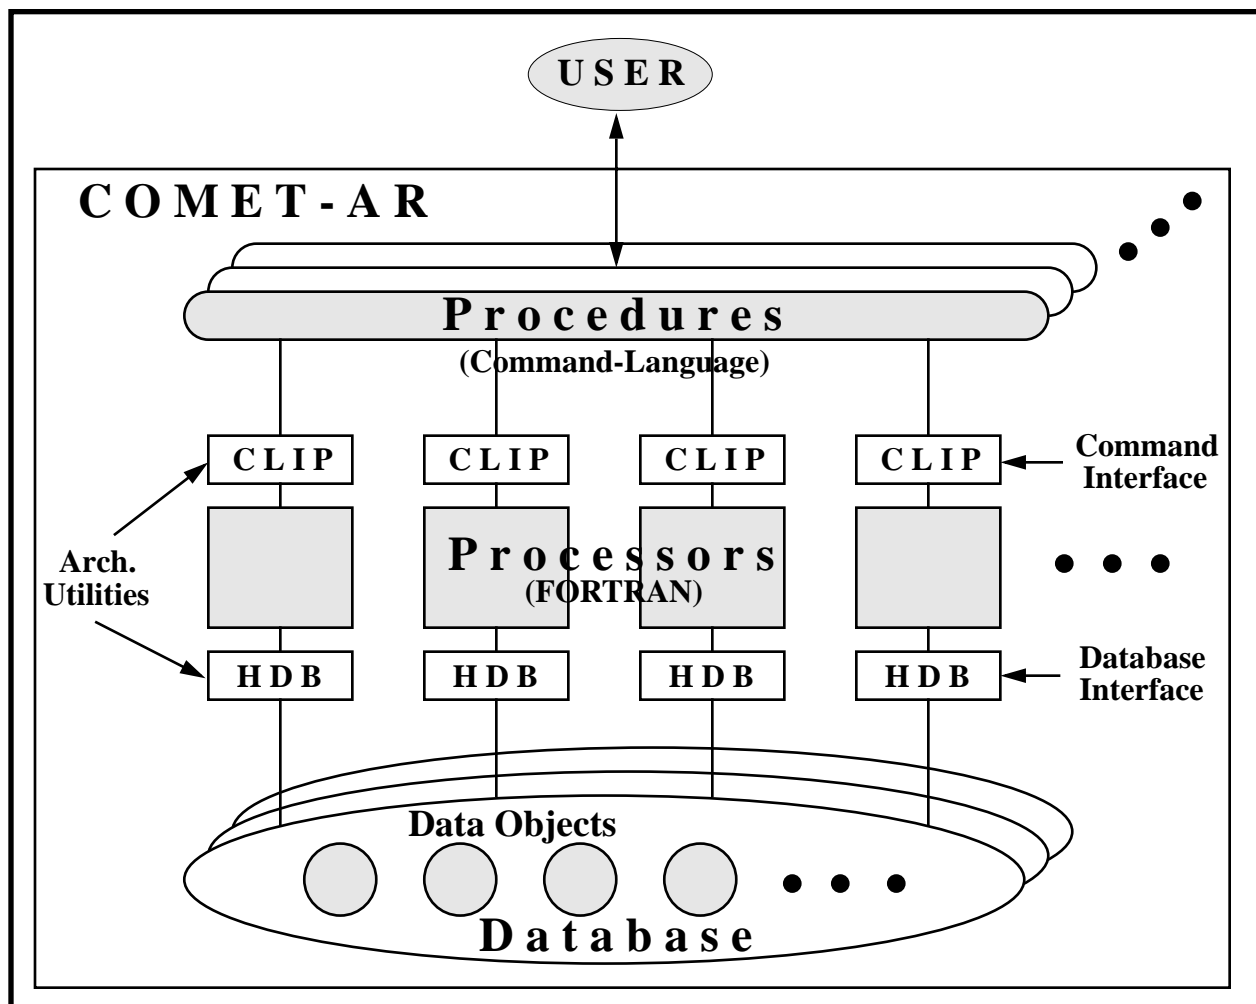 USER
COMET-AR
Procedures
(Command-Language)
CLIP CLIP CLIP CLIP
Command
Interface
Arch.
Utilities
Processors
(FORTRAN)
HDB HDB HDB HDB
Database
Interface
Data Objects
Database